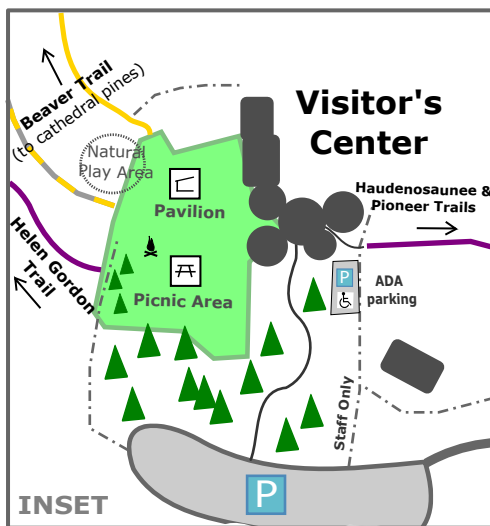 Beaver Trail
(to cathedral pines)
Visitor's
Center
Natural
Play Area
Pavilion
Haudenosaunee &
Pioneer Trails
Helen Gordon
Trail
Picnic Area
P
ADA
parking
Staff Only
P
INSET